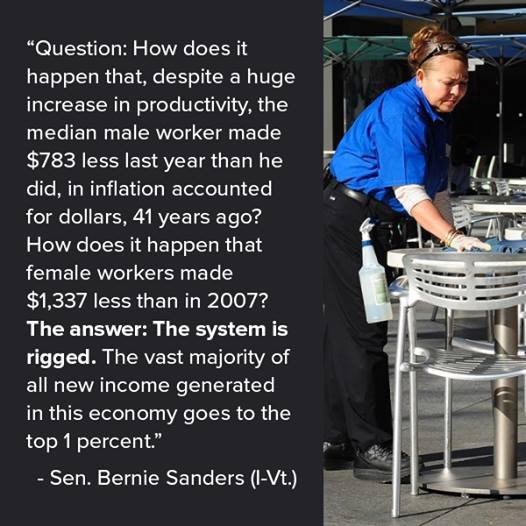 “Question: How does it
happen that, despite a huge
increase in productivity, the
median male worker made
$783 less last year than he
did, in inflation accounted
for dollars, 41 years ago?
How does it happen that
female workers made
$1,337 less than in 2007?
The answer: The system is
rigged. The vast majority of
all new income generated
in this economy goes to the
top 1 percent.”
- Sen. Bernie Sanders (I-Vt.)